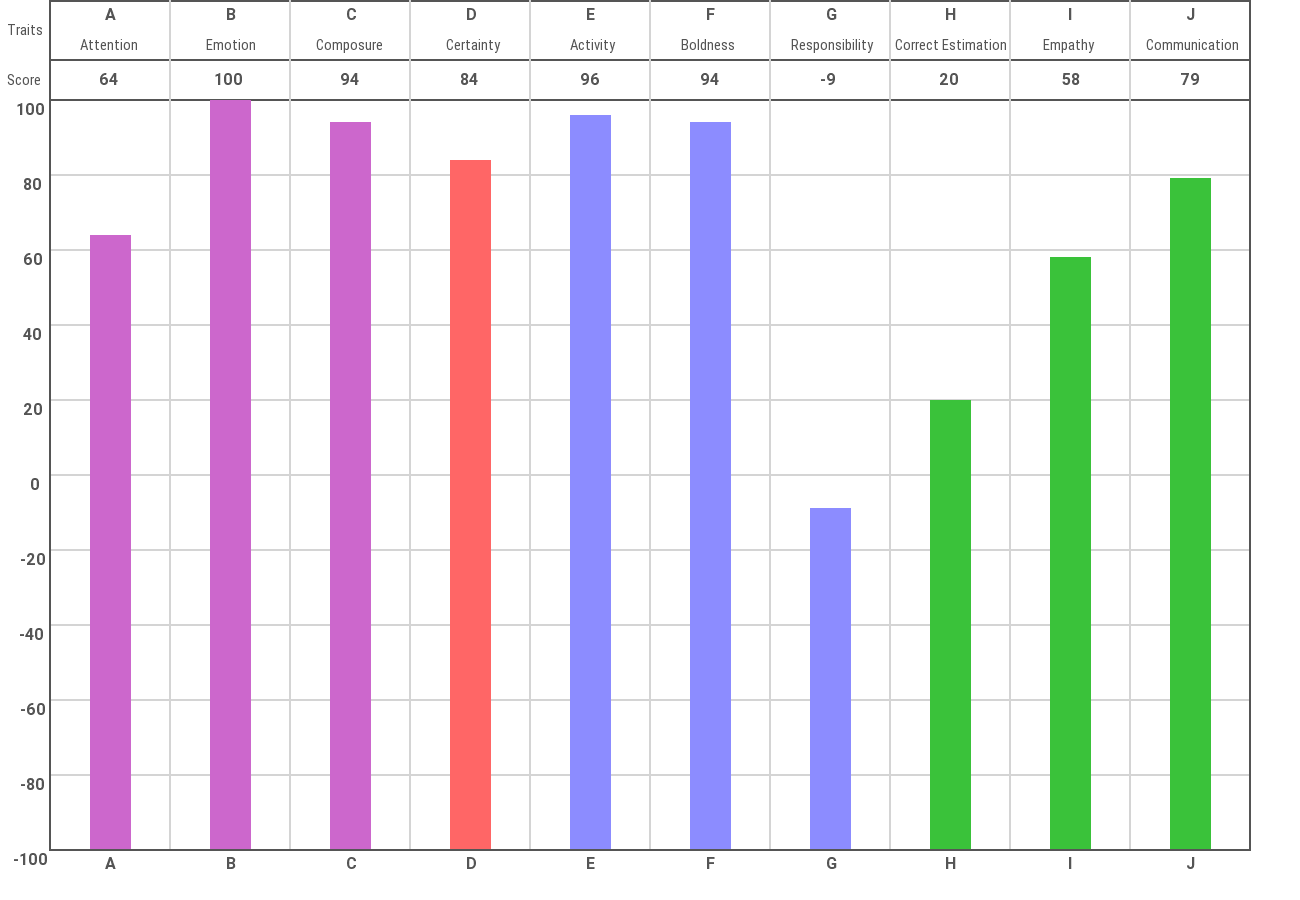 A B C D E F G H I J
Traits
Attention Emotion Composure Certainty Activity Boldness Responsibility Correct Estimation Empathy Communication
Score 64 100 94 84 96 94 -9 20 58 79
100
80
60
40
20
0
-20
-40
-60
-80
-100
A B C D E F G H I J